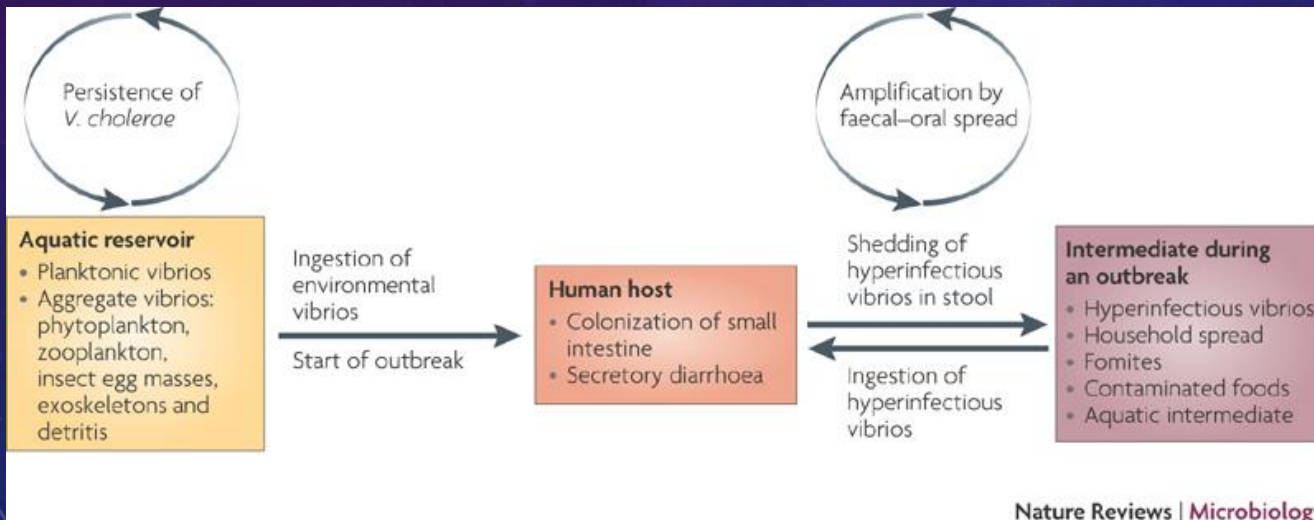 Persistence of
V. cholerae
Amplification by
faecal–oral spread
Aquatic reservoir
• Planktonic vibrios
• Aggregate vibrios:
phytoplankton,
zooplankton,
insect egg masses,
exoskeletons and
detritis
Ingestion of
environmental
vibrios
Start of outbreak
Human host
• Colonization of small
intestine
• Secretory diarrhoea
Shedding of
hyperinfectious
vibrios in stool
Ingestion of
hyperinfectious
vibrios
Intermediate during
an outbreak
• Hyperinfectious vibrios
• Household spread
• Fomites
• Contaminated foods
• Aquatic intermediate
Nature Reviews | Microbiolog